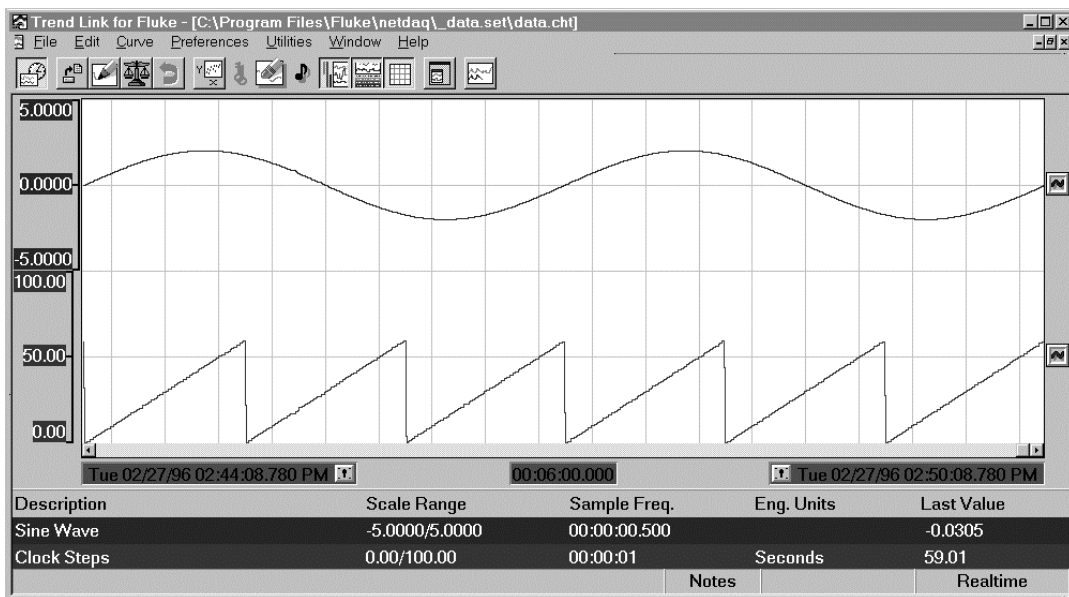 Trend Link for Fluke - [C:\Program Files\Fluke\netdaq\_data.set\data.cht]
File Edit Curve Preferences Utilities Window Help
5.0000
0.0000
-5.0000
100.00
50.00
0.00
Tue 02/27/96 02:44:08.780 PM 00:06:00.000 Tue 02/27/96 02:50:08.780 PM
Description Scale Range Sample Freq. Eng. Units Last Value
Sine Wave -5.0000/5.0000 00:00:00.500 -0.0305
Clock Steps 0.00/100.00 00:00:01 Seconds 59.01
Notes Realtime